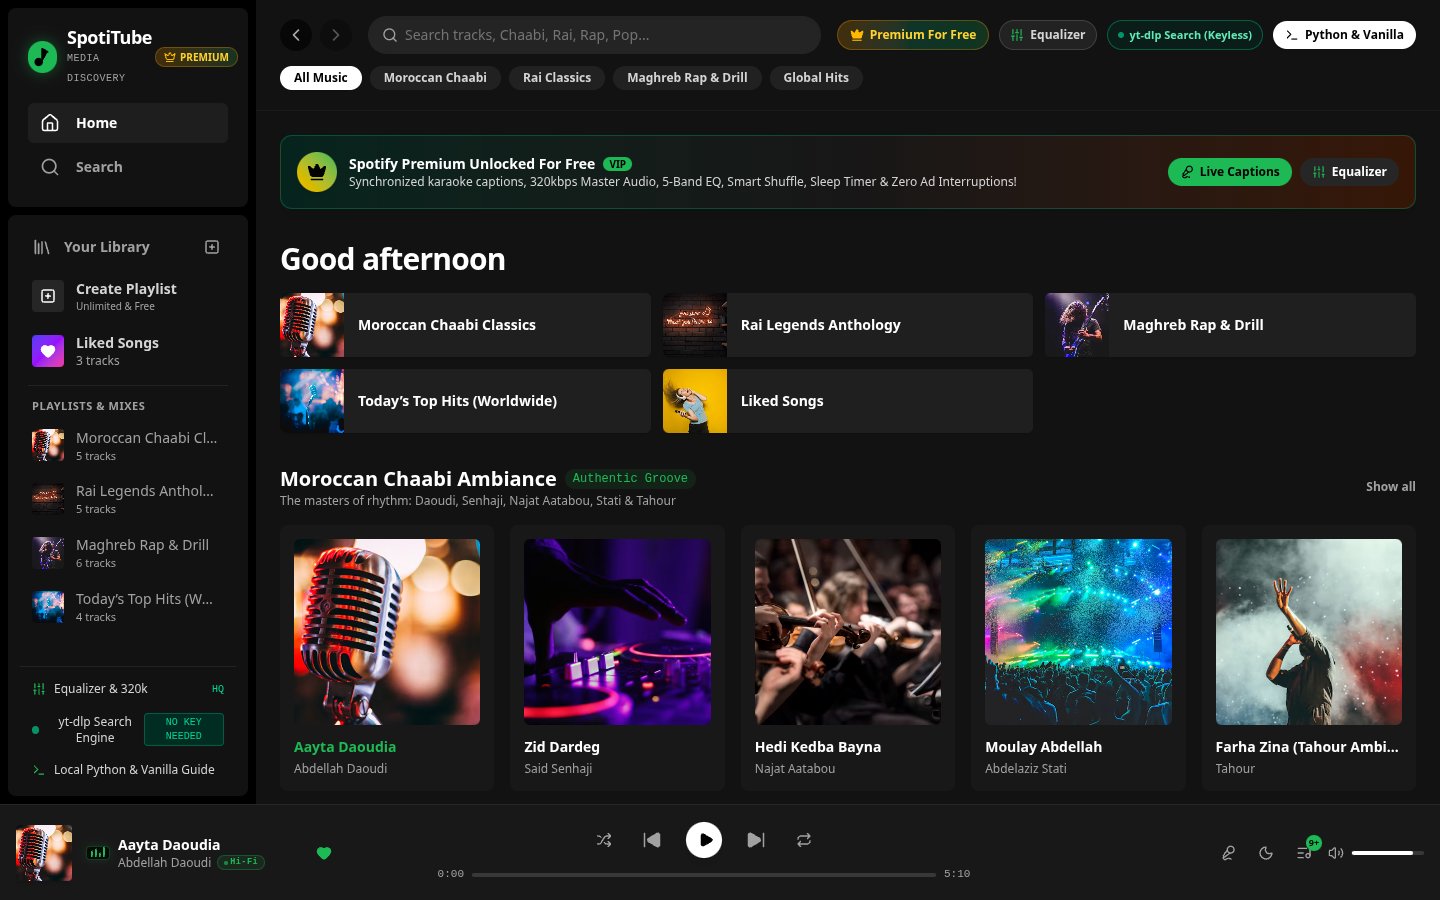 SpotiTube
MEDIA
DISCOVERY
PREMIUM
Home
Search
Your Library
Create Playlist
Unlimited & Free
Liked Songs
3 tracks
PLAYLISTS & MIXES
Moroccan Chaabi Cl...
5 tracks
Rai Legends Anthol...
5 tracks
Maghreb Rap & Drill
6 tracks
Today's Top Hits (W...
4 tracks
Equalizer & 320k
HQ
yt-dlp Search
Engine
NO KEY
NEEDED
Local Python & Vanilla Guide
Search tracks, Chaabi, Rai, Rap, Pop...
Premium For Free
Equalizer
yt-dlp Search (Keyless)
Python & Vanilla
All Music
Moroccan Chaabi
Rai Classics
Maghreb Rap & Drill
Global Hits
Spotify Premium Unlocked For Free
VIP
Synchronized karaoke captions, 320kbps Master Audio, 5-Band EQ, Smart Shuffle, Sleep Timer & Zero Ad Interruptions!
Live Captions
Equalizer
Good afternoon
Moroccan Chaabi Classics
Rai Legends Anthology
Maghreb Rap & Drill
Today's Top Hits (Worldwide)
Liked Songs
Moroccan Chaabi Ambiance
Authentic Groove
The masters of rhythm: Daoudi, Senhaji, Najat Aatabou, Stati & Tahour
Show all
Aayta Daoudia
Abdellah Daoudi
Zid Dardeg
Said Senhaji
Hedi Kedba Bayna
Najat Aatabou
Moulay Abdellah
Abdelaziz Stati
Farha Zina (Tahour Ambi...
Tahour
Aayta Daoudia
Abdellah Daoudi
Hi-Fi
0:00
5:10
9+